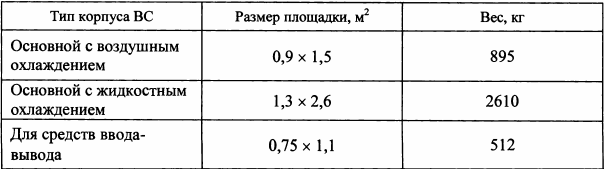 Тип корпуса ВС
Размер площадки, м²
Вес, кг
Основной с воздушным
охлаждением
0,9 × 1,5
895
Основной с жидкостным
охлаждением
1,3 × 2,6
2610
Для средств ввода-
вывода
0,75 × 1,1
512